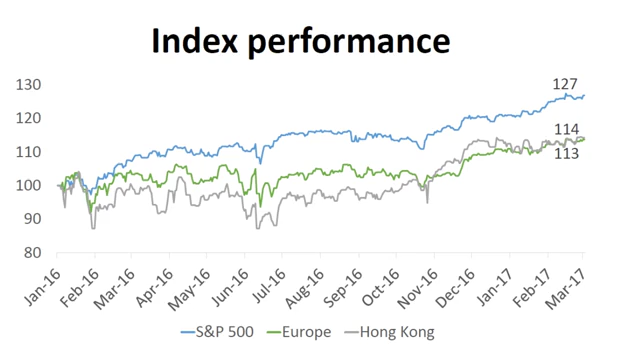 Index performance
130
120
110
100
90
80
127
114
113
Jan-16
Feb-16
Mar-16
Apr-16
May-16
Jun-16
Jul-16
Aug-16
Sep-16
Oct-16
Nov-16
Dec-16
Jan-17
Feb-17
Mar-17
S&P 500 Europe Hong Kong